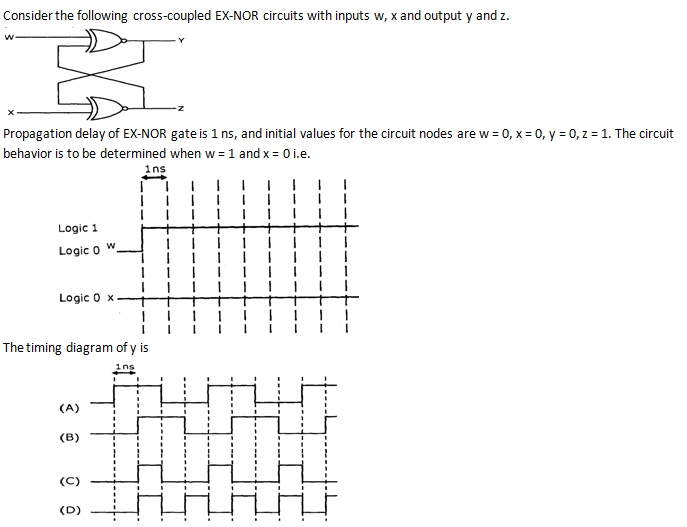 Consider the following cross-coupled EX-NOR circuits with inputs w, x and output y and z.
W
Y
X
Z
Propagation delay of EX-NOR gate is 1 ns, and initial values for the circuit nodes are w = 0, x = 0, y = 0, z = 1. The circuit
behavior is to be determined when w = 1 and x = 0 i.e.
1ns
Logic 1
Logic 0 W
Logic 0 x
The timing diagram of y is
1ns
(A)
(B)
(C)
(D)